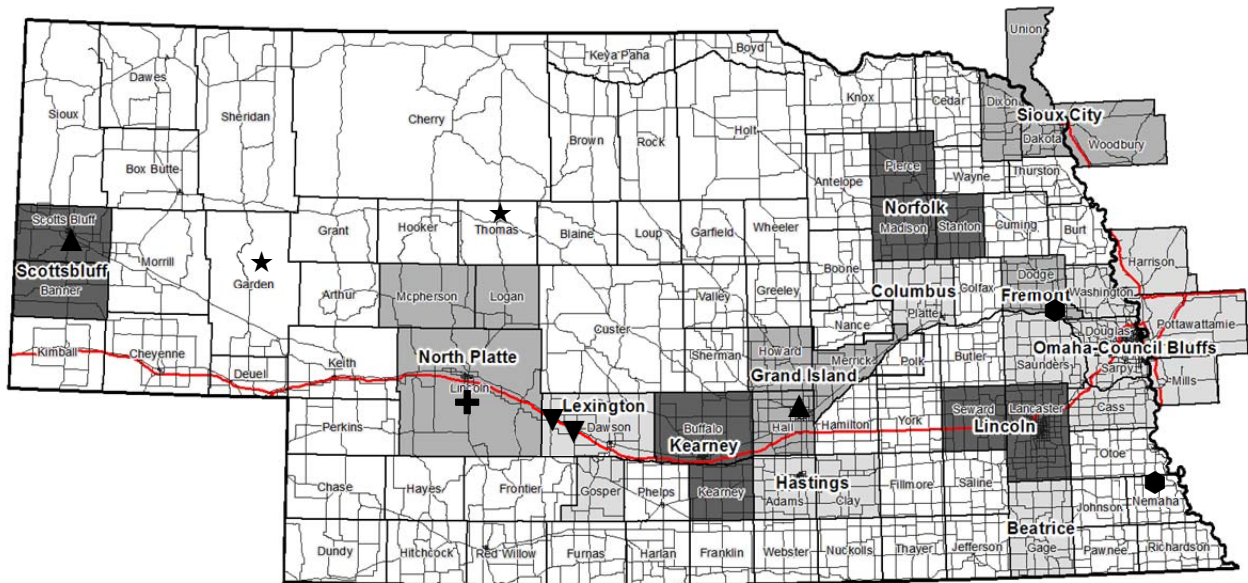 Union
Boyd
Keya Paha
Dawes
Knox
Cedar
Dixon
Sioux
Sheridan
Cherry
Sioux City
Brown
Rock
Holt
Dakota
Woodbury
Box Butte
Pierce
Antelope
Wayne
Thurston
Scotts Bluff
Norfolk
Grant
Hooker
Thomas
Blaine
Loup
Garfield
Wheeler
Madison
Stanton
Cuming
Burt
Morrill
Scottsbluff
Garden
Boone
Harrison
Banner
Arthur
Mcpherson
Logan
Valley
Greeley
Columbus
Colfax
Dodge
Fremont
Washington
Platte
Custer
Nance
Douglas
Pottawattamie
Kimball
Cheyenne
Deuel
Keith
North Platte
Sherman
Howard
Merrick
Polk
Butler
Omaha-Council Bluffs
Saunders
Sarpy
Lincoln
Grand Island
Mills
Lexington
Seward
Lancaster
Cass
Perkins
Dawson
Buffalo
Hall
Hamilton
York
Lincoln
Kearney
Otoe
Chase
Hayes
Frontier
Gosper
Phelps
Kearney
Hastings
Adams
Clay
Fillmore
Saline
Nemaha
Johnson
Beatrice
Dundy
Hitchcock
Red Willow
Furnas
Harlan
Franklin
Webster
Nuckolls
Thayer
Jefferson
Gage
Pawnee
Richardson